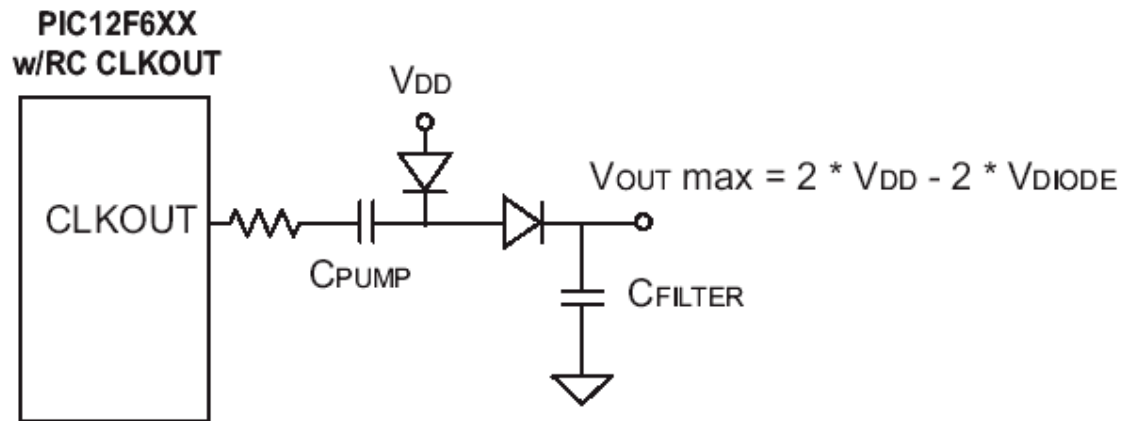 PIC12F6XX
w/RC CLKOUT
VDD
VOUT max = 2 * VDD - 2 * VDIODE
CLKOUT
CPUMP
CFILTER